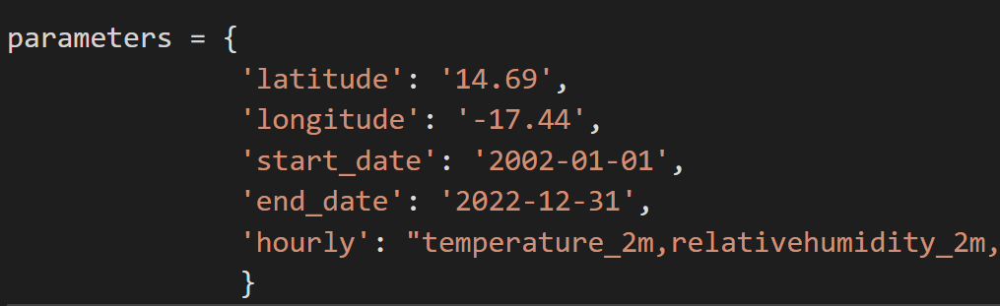 parameters = {
'latitude': '14.69',
'longitude': '-17.44',
'start_date': '2002-01-01',
'end_date': '2022-12-31',
'hourly': "temperature_2m,relativehumidity_2m,
}